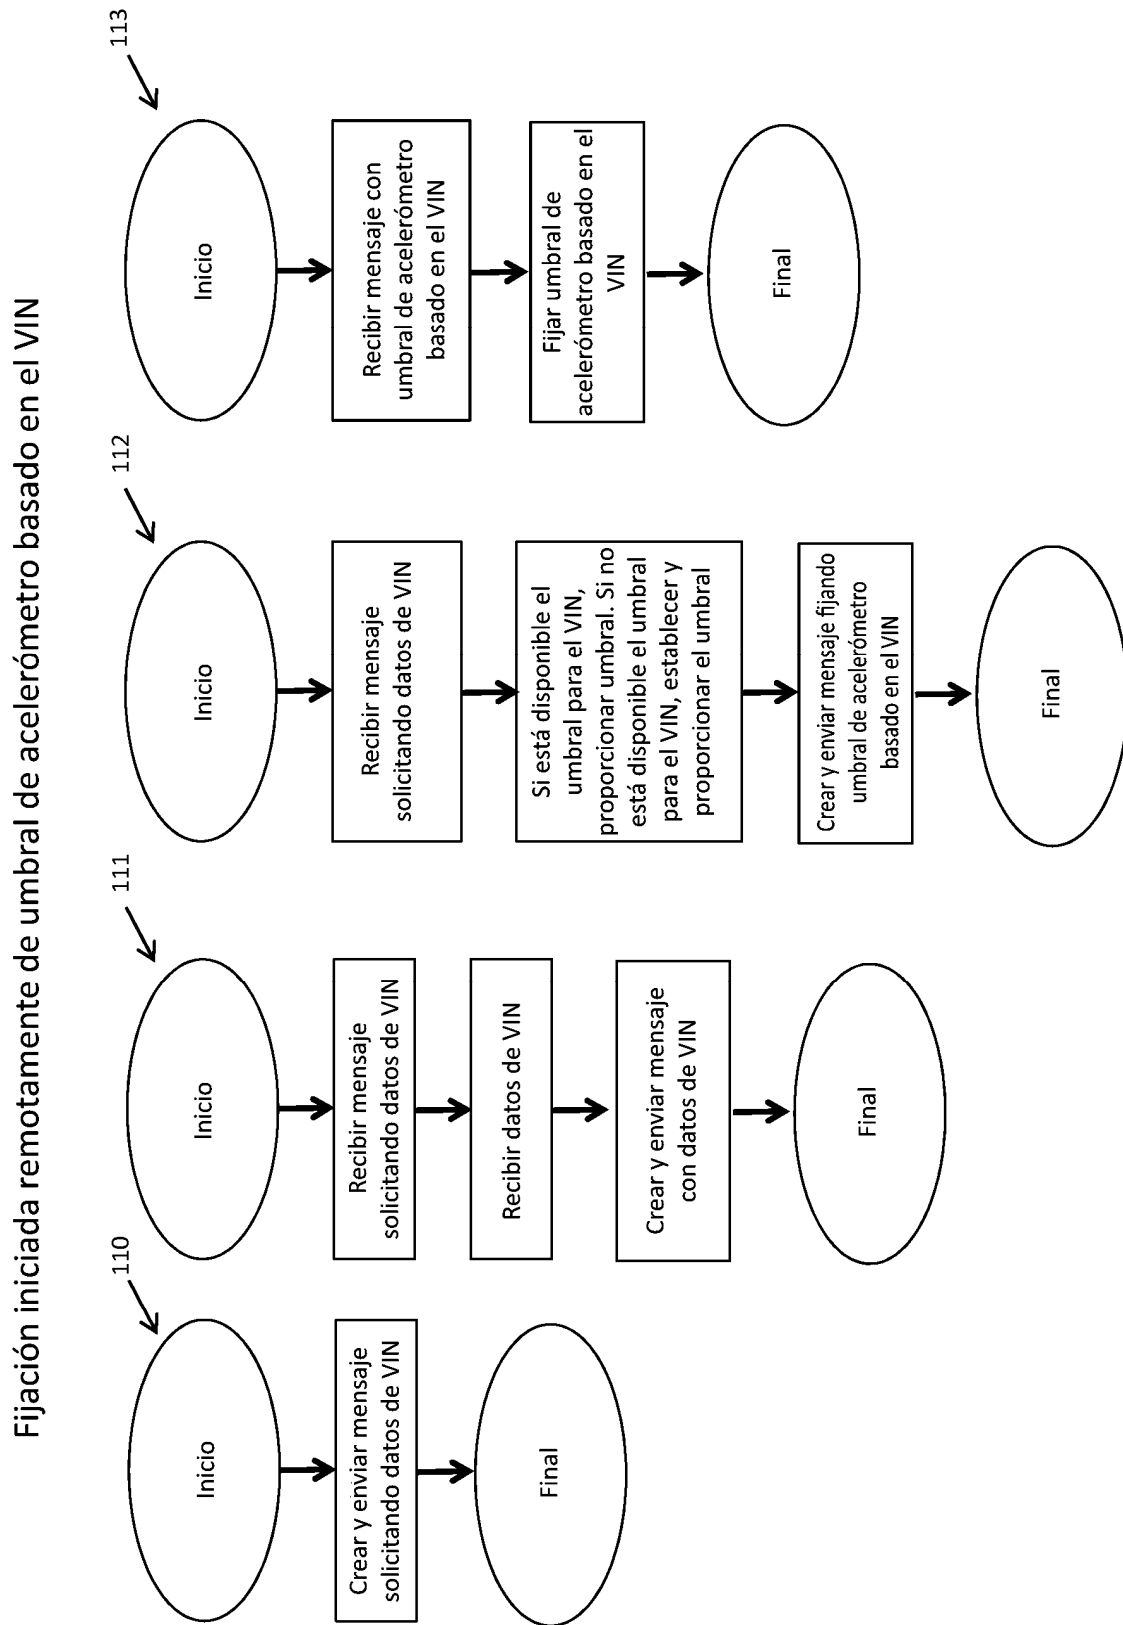 Fijación iniciada remotamente de umbral de acelerómetro basado en el VIN
110
Inicio
Crear y enviar mensaje
solicitando datos de VIN
Final
111
Inicio
Recibir mensaje
solicitando datos de VIN
Recibir datos de VIN
Crear y enviar mensaje
con datos de VIN
Final
112
Inicio
Recibir mensaje
solicitando datos de VIN
Si está disponible el
umbral para el VIN,
proporcionar umbral. Si no
está disponible el umbral
para el VIN, establecer y
proporcionar el umbral
Crear y enviar mensaje fijando
umbral de acelerómetro
basado en el VIN
Final
113
Inicio
Recibir mensaje con
umbral de acelerómetro
basado en el VIN
Fijar umbral de
acelerómetro basado en el
VIN
Final